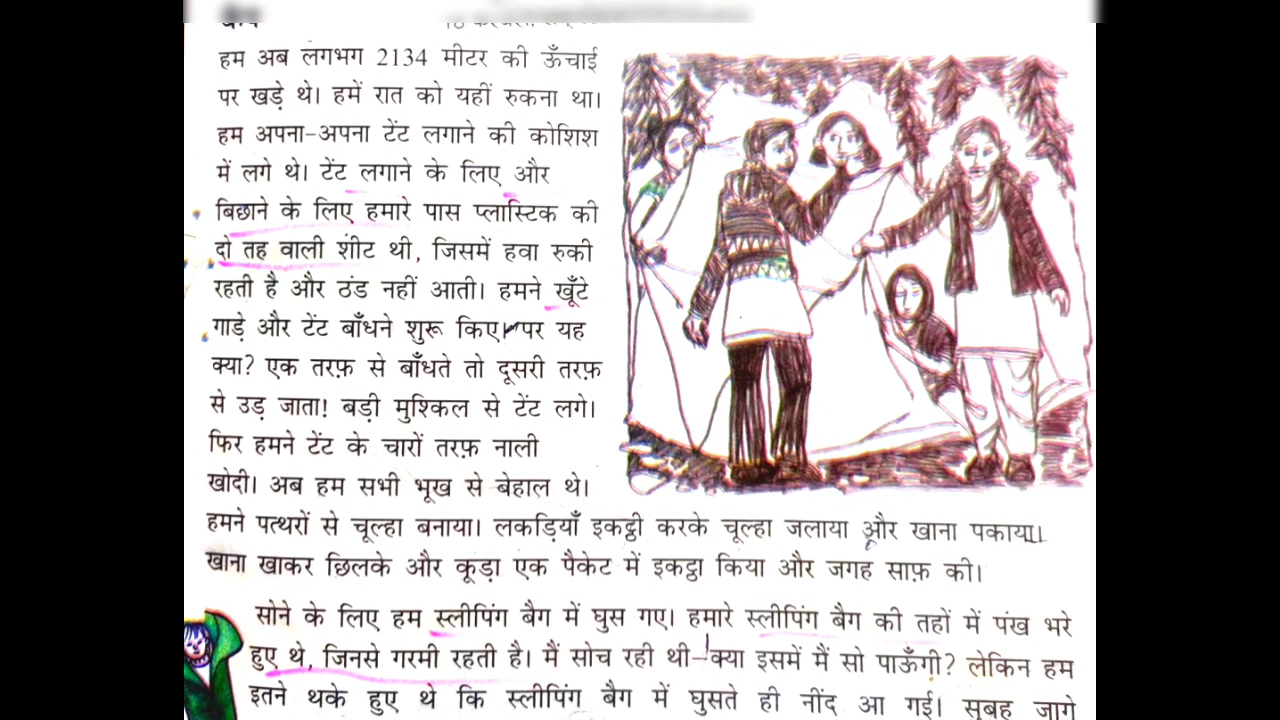 हम अब लगभग 2134 मीटर की ऊँचाई
पर खड़े थे। हमें रात को यहीं रुकना था।
हम अपना-अपना टेंट लगाने की कोशिश
में लगे थे। टेंट लगाने के लिए और
बिछाने के लिए हमारे पास प्लास्टिक की
दो तह वाली शीट थी, जिसमें हवा रुकी
रहती है और ठंड नहीं आती। हमने खूँटे
गाड़े और टेंट बाँधने शुरू किए। पर यह
क्या? एक तरफ़ से बाँधते तो दूसरी तरफ़
से उड़ जाता! बड़ी मुश्किल से टेंट लगे।
फिर हमने टेंट के चारों तरफ़ नाली
खोदी। अब हम सभी भूख से बेहाल थे।
हमने पत्थरों से चूल्हा बनाया। लकड़ियाँ इकट्ठी करके चूल्हा जलाया और खाना पकाया।
खाना खाकर छिलके और कूड़ा एक पैकेट में इकट्ठा किया और जगह साफ़ की।
सोने के लिए हम स्लीपिंग बैग में घुस गए। हमारे स्लीपिंग बैग की तहों में पंख भरे
हुए थे, जिनसे गरमी रहती है। मैं सोच रही थी–क्या इसमें मैं सो पाऊँगी? लेकिन हम
इतने थके हुए थे कि स्लीपिंग बैग में घुसते ही नींद आ गई। सुबह जागे